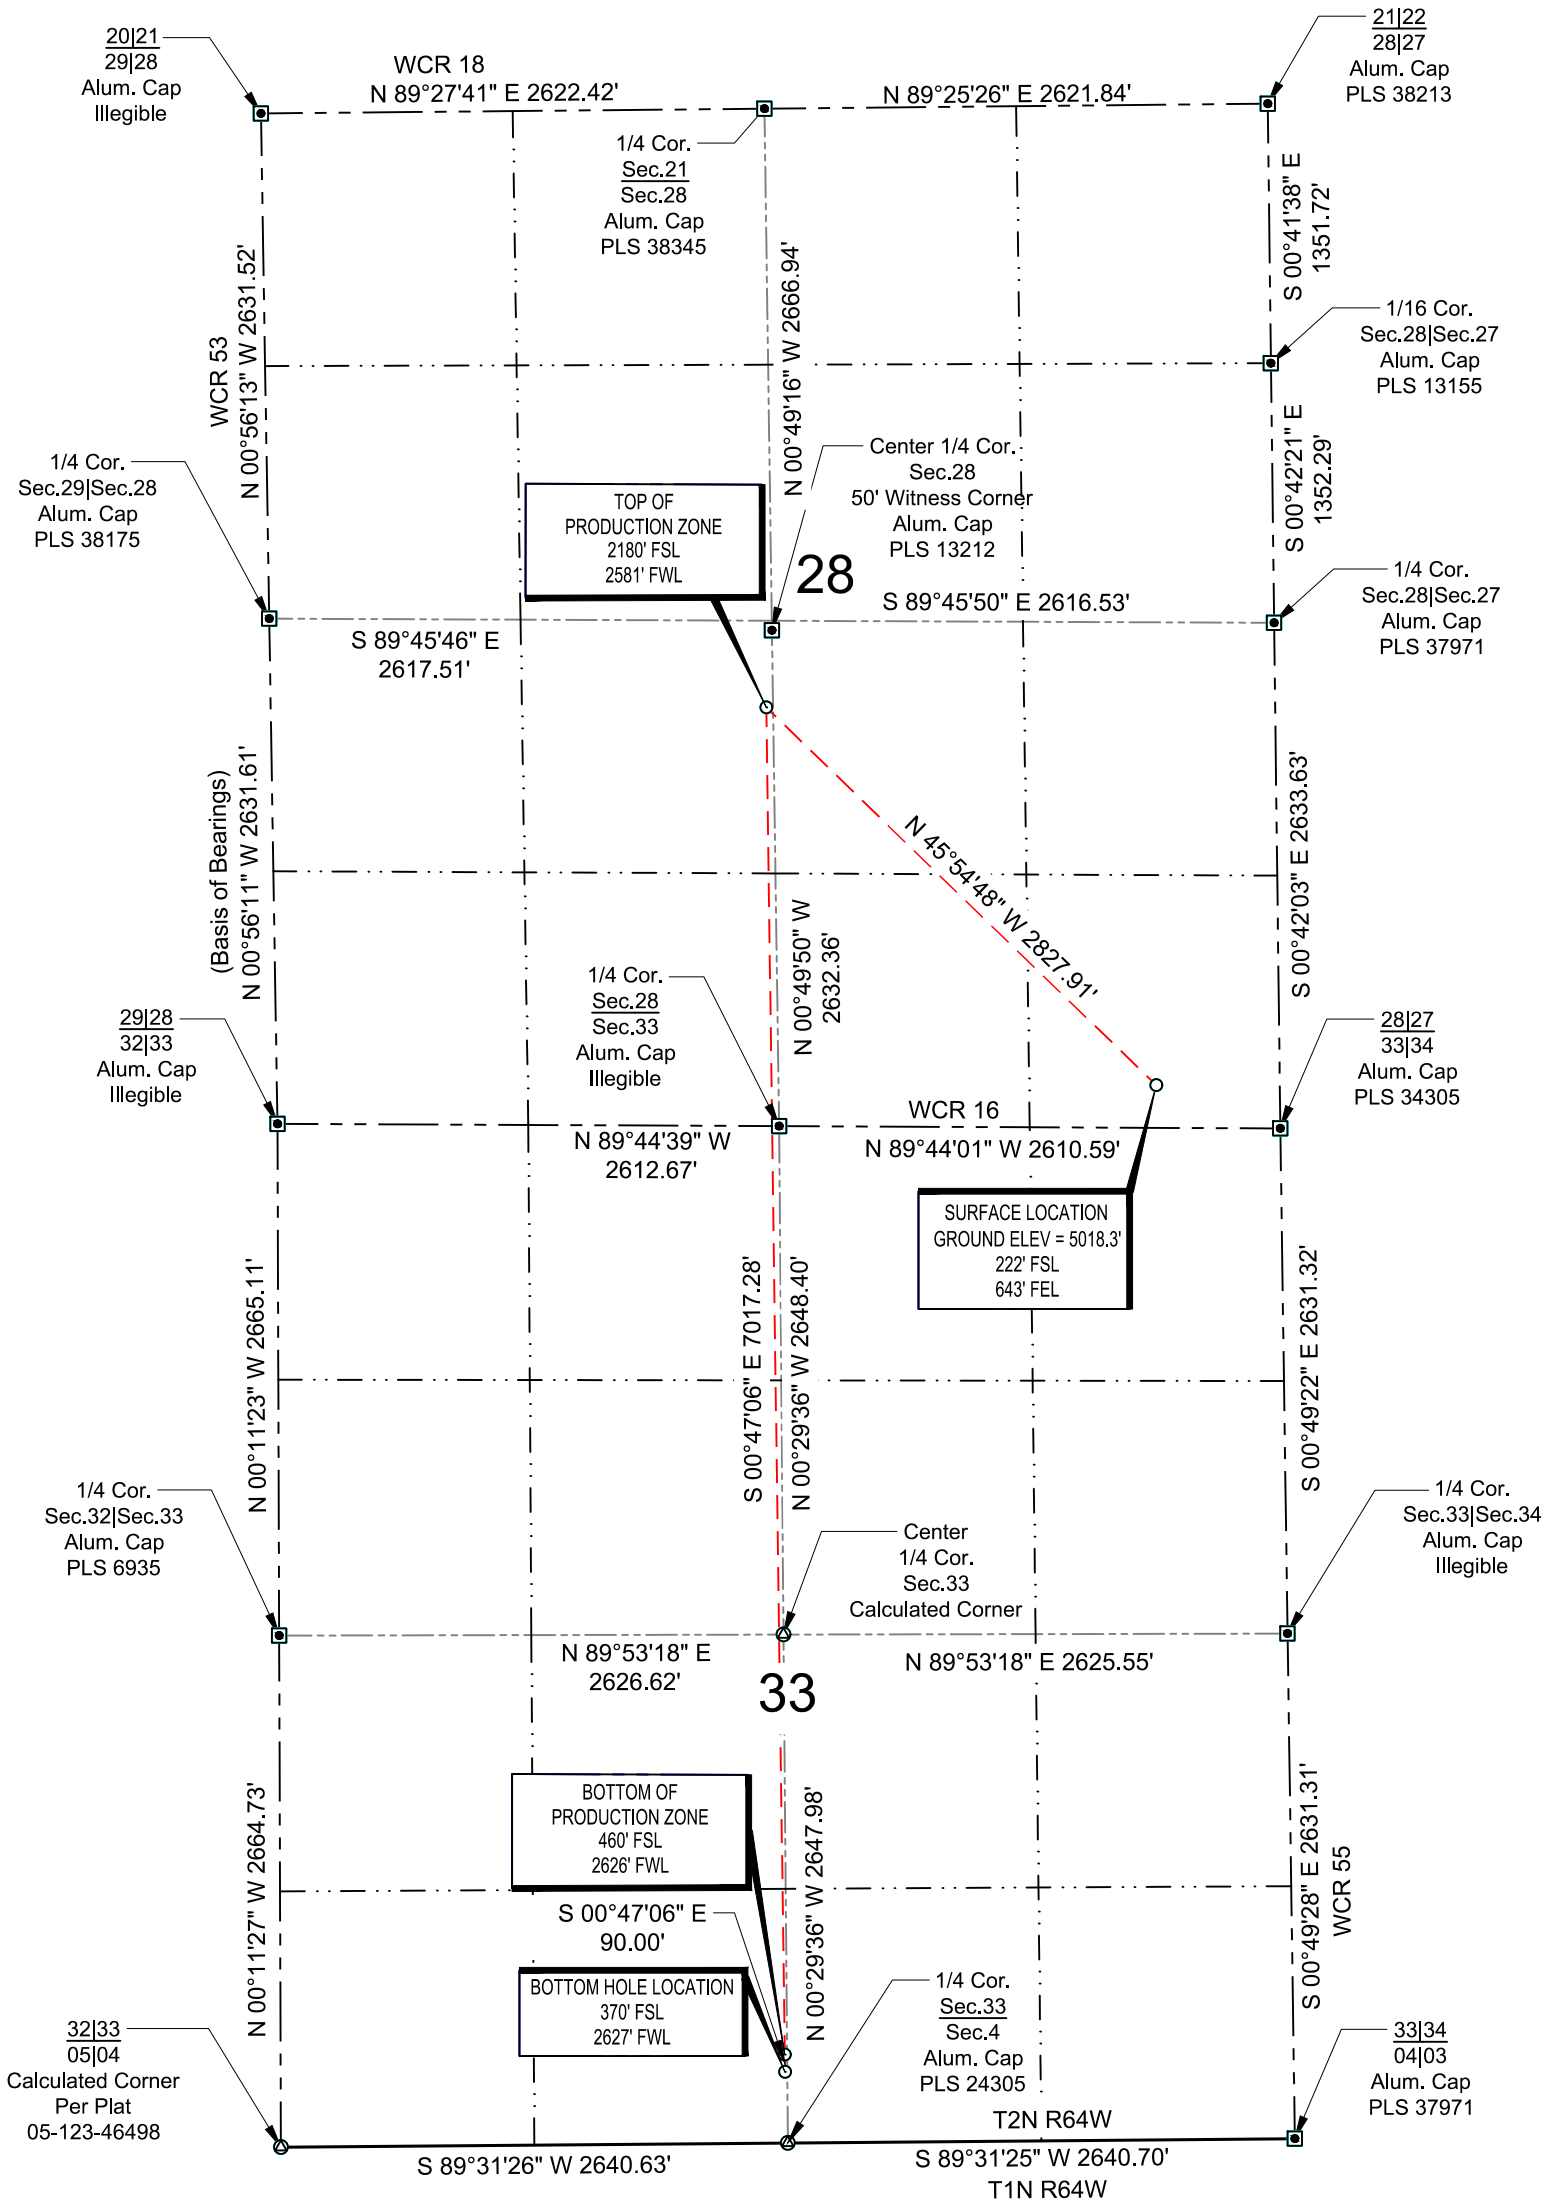 20|21
29|28
Alum. Cap
Illegible
WCR 18
N 89°27'41" E 2622.42'
N 89°25'26" E 2621.84'
21|22
28|27
Alum. Cap
PLS 38213
1/4 Cor.
Sec.21
Sec.28
Alum. Cap
PLS 38345
S 00°41'38" E
1351.72'
WCR 53
N 00°56'13" W 2631.52'
N 00°49'16" W 2666.94'
1/16 Cor.
Sec.28|Sec.27
Alum. Cap
PLS 13155
1/4 Cor.
Sec.29|Sec.28
Alum. Cap
PLS 38175
TOP OF
PRODUCTION ZONE
2180' FSL
2581' FWL
Center 1/4 Cor.
Sec.28
50' Witness Corner
Alum. Cap
PLS 13212
28
S 00°42'21" E
1352.29'
1/4 Cor.
Sec.28|Sec.27
Alum. Cap
PLS 37971
S 89°45'46" E
2617.51'
S 89°45'50" E 2616.53'
(Basis of Bearings)
N 00°56'11" W 2631.61'
N 45°54'48" W 2827.91'
S 00°42'03" E 2633.63'
N 00°49'50" W
2632.36'
1/4 Cor.
Sec.28
Sec.33
Alum. Cap
Illegible
29|28
32|33
Alum. Cap
Illegible
28|27
33|34
Alum. Cap
PLS 34305
WCR 16
N 89°44'39" W
2612.67'
N 89°44'01" W 2610.59'
SURFACE LOCATION
GROUND ELEV = 5018.3'
222' FSL
643' FEL
N 00°11'23" W 2665.11'
S 00°47'06" E 7017.28'
N 00°29'36" W 2648.40'
S 00°49'22" E 2631.32'
1/4 Cor.
Sec.32|Sec.33
Alum. Cap
PLS 6935
Center
1/4 Cor.
Sec.33
Calculated Corner
1/4 Cor.
Sec.33|Sec.34
Alum. Cap
Illegible
N 89°53'18" E
2626.62'
N 89°53'18" E 2625.55'
33
BOTTOM OF
PRODUCTION ZONE
460' FSL
2626' FWL
N 00°11'27" W 2664.73'
N 00°29'36" W 2647.98'
S 00°49'28" E 2631.31'
WCR 55
S 00°47'06" E
90.00'
BOTTOM HOLE LOCATION
370' FSL
2627' FWL
1/4 Cor.
Sec.33
Sec.4
Alum. Cap
PLS 24305
32|33
05|04
Calculated Corner
Per Plat
05-123-46498
33|34
04|03
Alum. Cap
PLS 37971
T2N R64W
S 89°31'26" W 2640.63'
S 89°31'25" W 2640.70'
T1N R64W